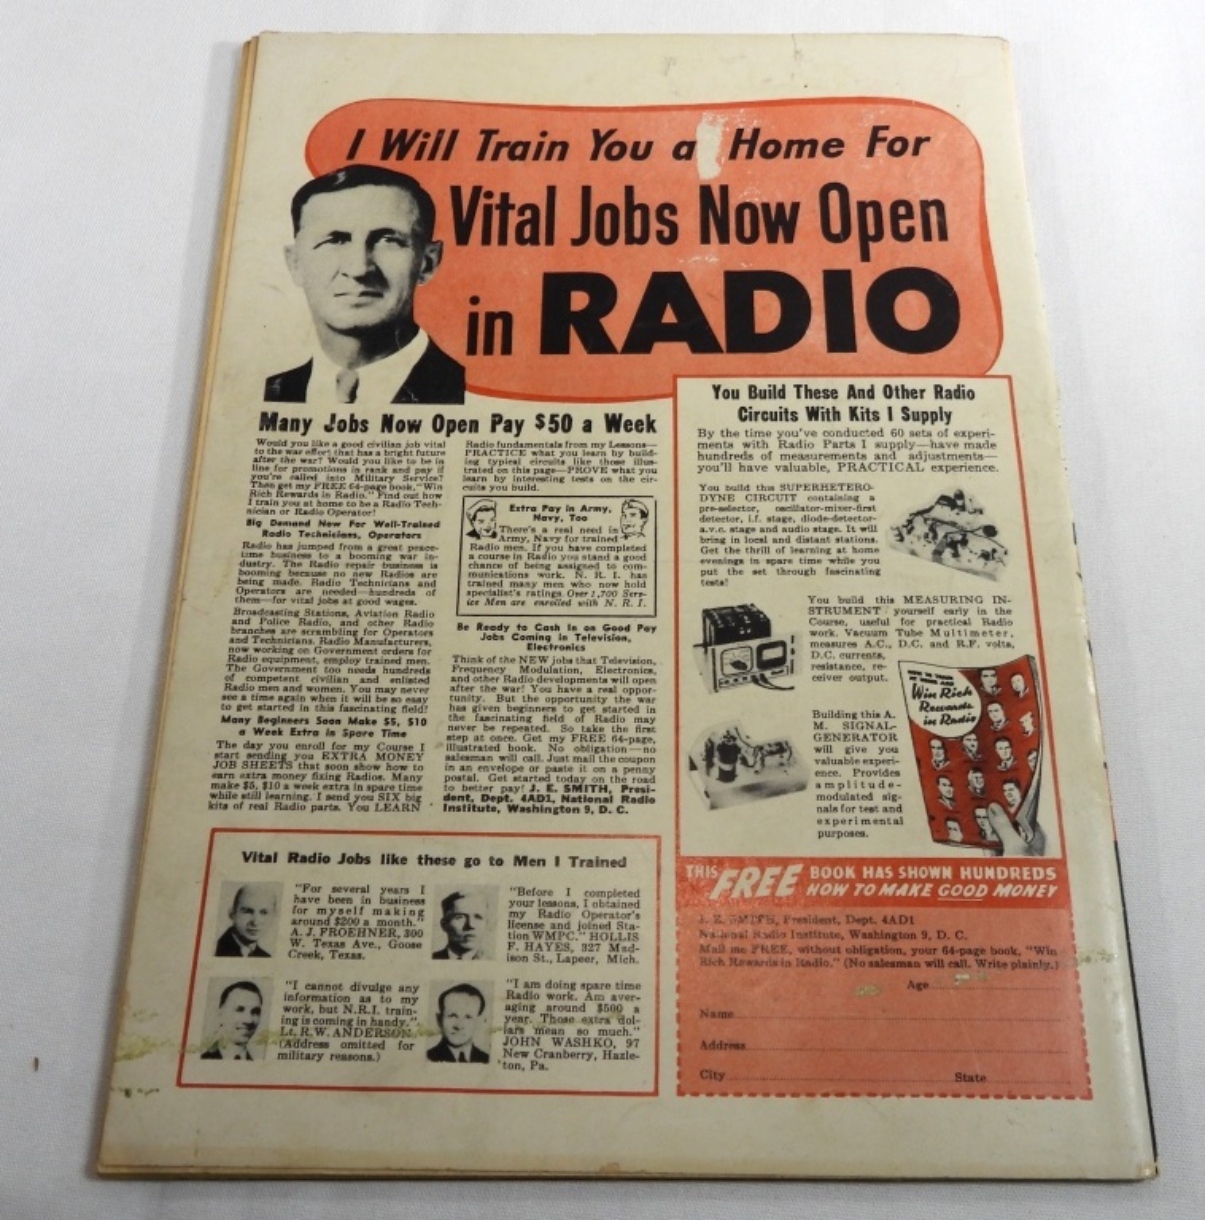 I Will Train You a Home For
Vital Jobs Now Open
in RADIO
Many Jobs Now Open Pay $50 a Week
Would you like a good civilian job vital
to the war effort that has a bright future
after the war? Would you like to be in
line for promotions in rank and pay if
you're called into Military Service?
Then get my FREE 64-page book, "Win
Rich Rewards in Radio." Find out how
I train you at home to be a Radio Tech-
nician or Radio Operator!
Big Demand Now For Well-Trained
Radio Technicians, Operators
Radio has jumped from a great peace-
time business to a booming war in-
dustry. The Radio repair business is
booming because no new Radios are
being made. Radio Technicians and
Operators are needed—hundreds of
them—for vital jobs at good wages.
Broadcasting Stations, Aviation Radio
and Police Radio, and other Radio
branches are scrambling for Operators
and Technicians. Radio Manufacturers,
now working on Government orders for
Radio equipment, employ trained men.
The Government too needs hundreds
of competent civilian and enlisted
Radio men and women. You may never
see a time again when it will be so easy
to get started in this fascinating field!
Many Beginners Soon Make $5, $10
a Week Extra in Spare Time
The day you enroll for my Course I
start sending you EXTRA MONEY
JOB SHEETS that soon show how to
earn extra money fixing Radios. Many
make $5, $10 a week extra in spare time
while still learning. I send you SIX big
kits of real Radio parts. You LEARN
Radio fundamentals from my Lessons—
PRACTICE what you learn by build-
ing typical circuits like those illus-
trated on this page—PROVE what you
learn by interesting tests on the cir-
cuits you build.
Extra Pay in Army,
Navy, Too
There's a real need in
Army, Navy for trained
Radio men. If you have completed
a course in Radio you stand a good
chance of being assigned to com-
munications work. N. R. I. has
trained many men who now hold
specialist's ratings. Over 1,700 Serv-
ice Men are enrolled with N. R. I.
Be Ready to Cash In on Good Pay
Jobs Coming in Television,
Electronics
Think of the NEW jobs that Television,
Frequency Modulation, Electronics,
and other Radio developments will open
after the war! You have a real oppor-
tunity. But the opportunity the war
has given beginners to get started in
the fascinating field of Radio may
never be repeated. So take the first
step at once. Get my FREE 64-page,
illustrated book. No obligation—no
salesman will call. Just mail the coupon
in an envelope or paste it on a penny
postal. Get started today on the road
to better pay! J. E. SMITH, Presi-
dent, Dept. 4AD1, National Radio
Institute, Washington 9, D. C.
You Build These And Other Radio
Circuits With Kits I Supply
By the time you've conducted 60 sets of experi-
ments with Radio Parts I supply—have made
hundreds of measurements and adjustments—
you'll have valuable, PRACTICAL experience.
You build this SUPERHETERO-
DYNE CIRCUIT containing a
pre-selector, oscillator-mixer-first
detector, i.f. stage, diode-detector-
a.v.c. stage and audio stage. It will
bring in local and distant stations.
Get the thrill of learning at home
evenings in spare time while you
put the set through fascinating
tests!
You build this MEASURING IN-
STRUMENT yourself early in the
Course, useful for practical Radio
work. Vacuum Tube Multimeter,
measures A.C., D.C. and R.F. volts,
D.C. currents,
resistance, re-
ceiver output.
Building this A.
M. SIGNAL-
GENERATOR
will give you
valuable experi-
ence. Provides
amplitude-
modulated sig-
nals for test and
experimental
purposes.
Win Rich
Rewards
in Radio
Vital Radio Jobs like these go to Men I Trained
"For several years I
have been in business
for myself making
around $200 a month."
A. J. FROEHNER, 300
W. Texas Ave., Goose
Creek, Texas.
"Before I completed
your lessons, I obtained
my Radio Operator's
license and joined Sta-
tion WMPC." HOLLIS
F. HAYES, 327 Mad-
ison St., Lapeer, Mich.
"I cannot divulge any
information as to my
work, but N.R.I. train-
ing is coming in handy."
Lt. R.W. ANDERSON
(Address omitted for
military reasons.)
"I am doing spare time
Radio work. Am aver-
aging around $500 a
year. Those extra dol-
lars mean so much."
JOHN WASHKO, 97
New Cranberry, Hazle-
ton, Pa.
THIS FREE BOOK HAS SHOWN HUNDREDS
HOW TO MAKE GOOD MONEY
J. E. SMITH, President, Dept. 4AD1
National Radio Institute, Washington 9, D. C.
Mail me FREE, without obligation, your 64-page book, "Win
Rich Rewards in Radio." (No salesman will call. Write plainly.)
Age
Name
Address
City State